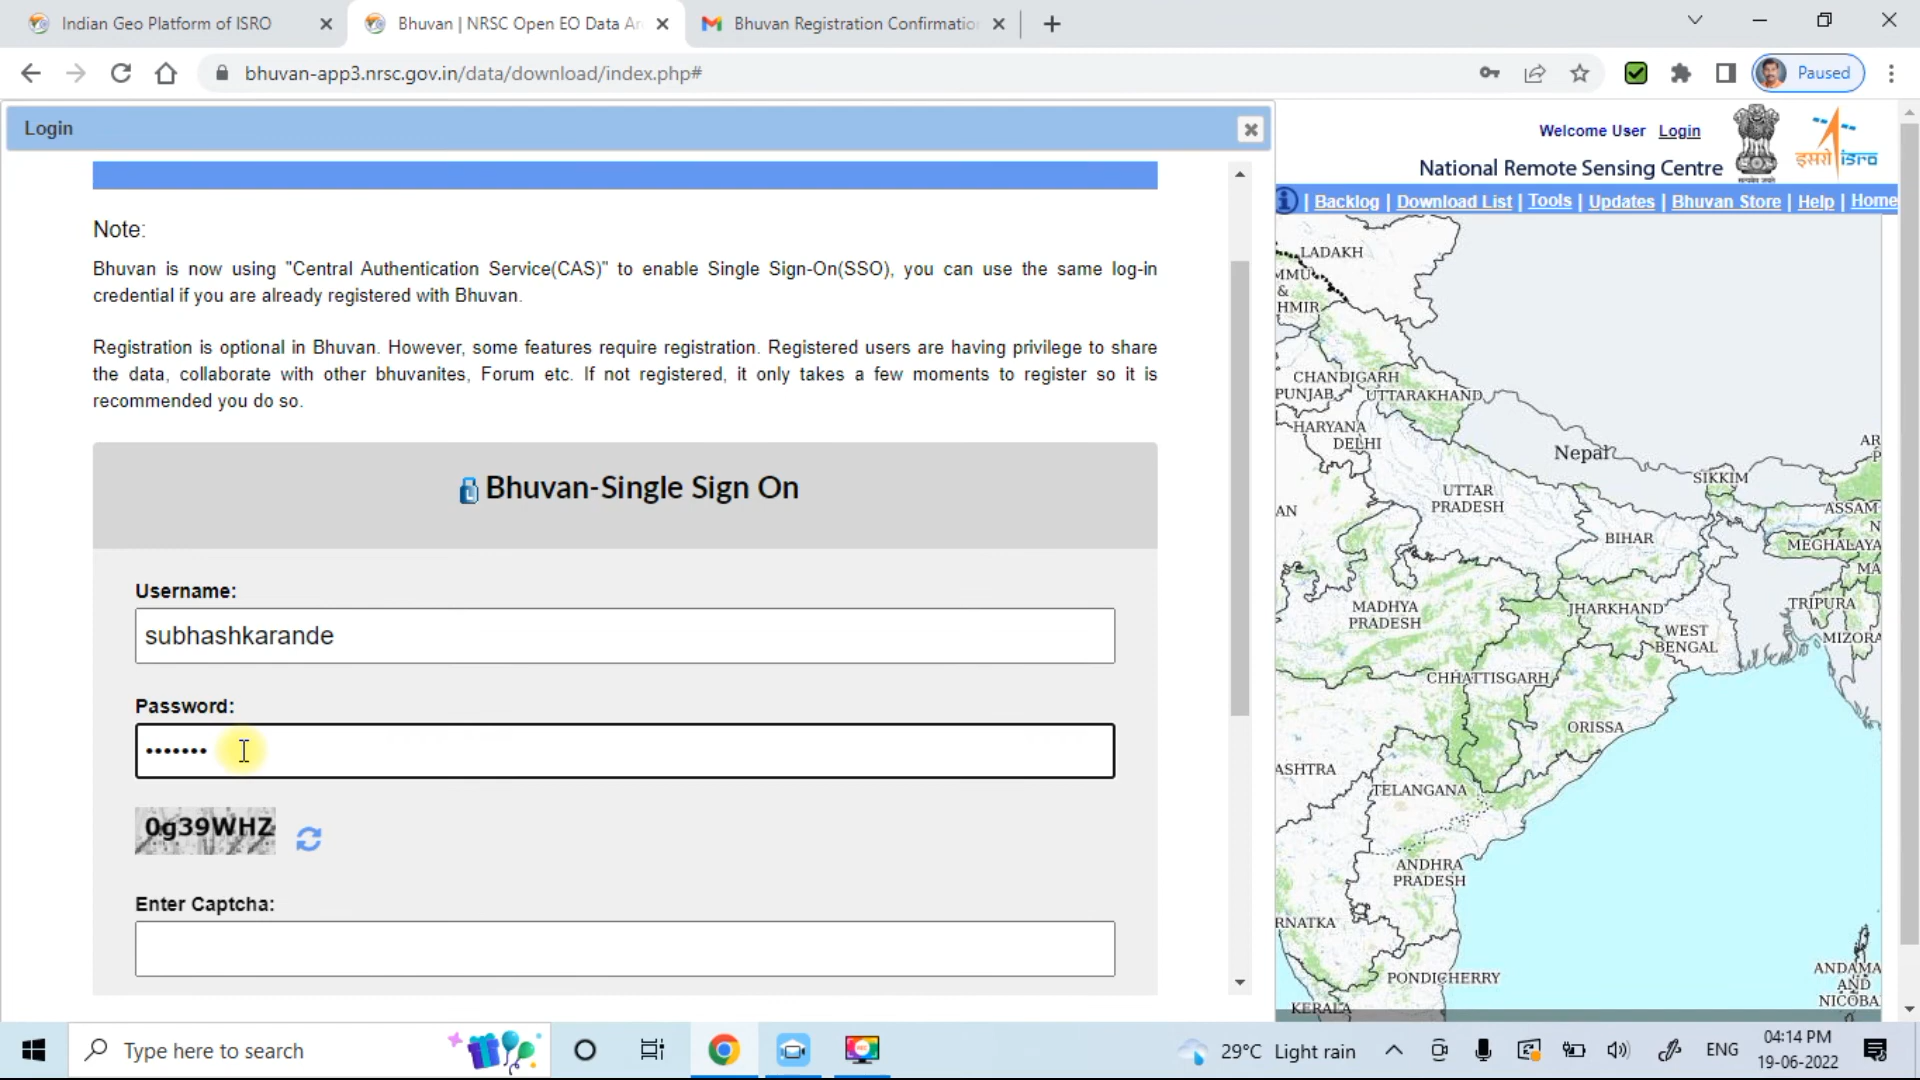 Indian Geo Platform of ISRO
Bhuvan | NRSC Open EO Data Ar
Bhuvan Registration Confirmation
bhuvan-app3.nrsc.gov.in/data/download/index.php#
Paused
Login
Welcome User Login
National Remote Sensing Centre
इसरो isro
| Backlog | Download List | Tools | Updates | Bhuvan Store | Help | Home
Note:
Bhuvan is now using "Central Authentication Service(CAS)" to enable Single Sign-On(SSO), you can use the same log-in
credential if you are already registered with Bhuvan.
Registration is optional in Bhuvan. However, some features require registration. Registered users are having privilege to share
the data, collaborate with other bhuvanites, Forum etc. If not registered, it only takes a few moments to register so it is
recommended you do so.
Bhuvan-Single Sign On
Username:
subhashkarande
Password:
•••••••
0g39WHZ
Enter Captcha:
LADAKH
MMU
&
HMIR
CHANDIGARH
PUNJAB
UTTARAKHAND
HARYANA
DELHI
Nepal
AR
P
SIKKIM
AN
UTTAR
PRADESH
ASSAM
N
BIHAR
MEGHALAYA
MA
MADHYA
PRADESH
JHARKHAND
TRIPURA
WEST
BENGAL
MIZORA
CHHATTISGARH
ORISSA
ASHTRA
TELANGANA
ANDHRA
PRADESH
RNATKA
PONDICHERRY
ANDAMA
AND
NICOBA
KERALA
Type here to search
29°C Light rain
ENG
04:14 PM
19-06-2022